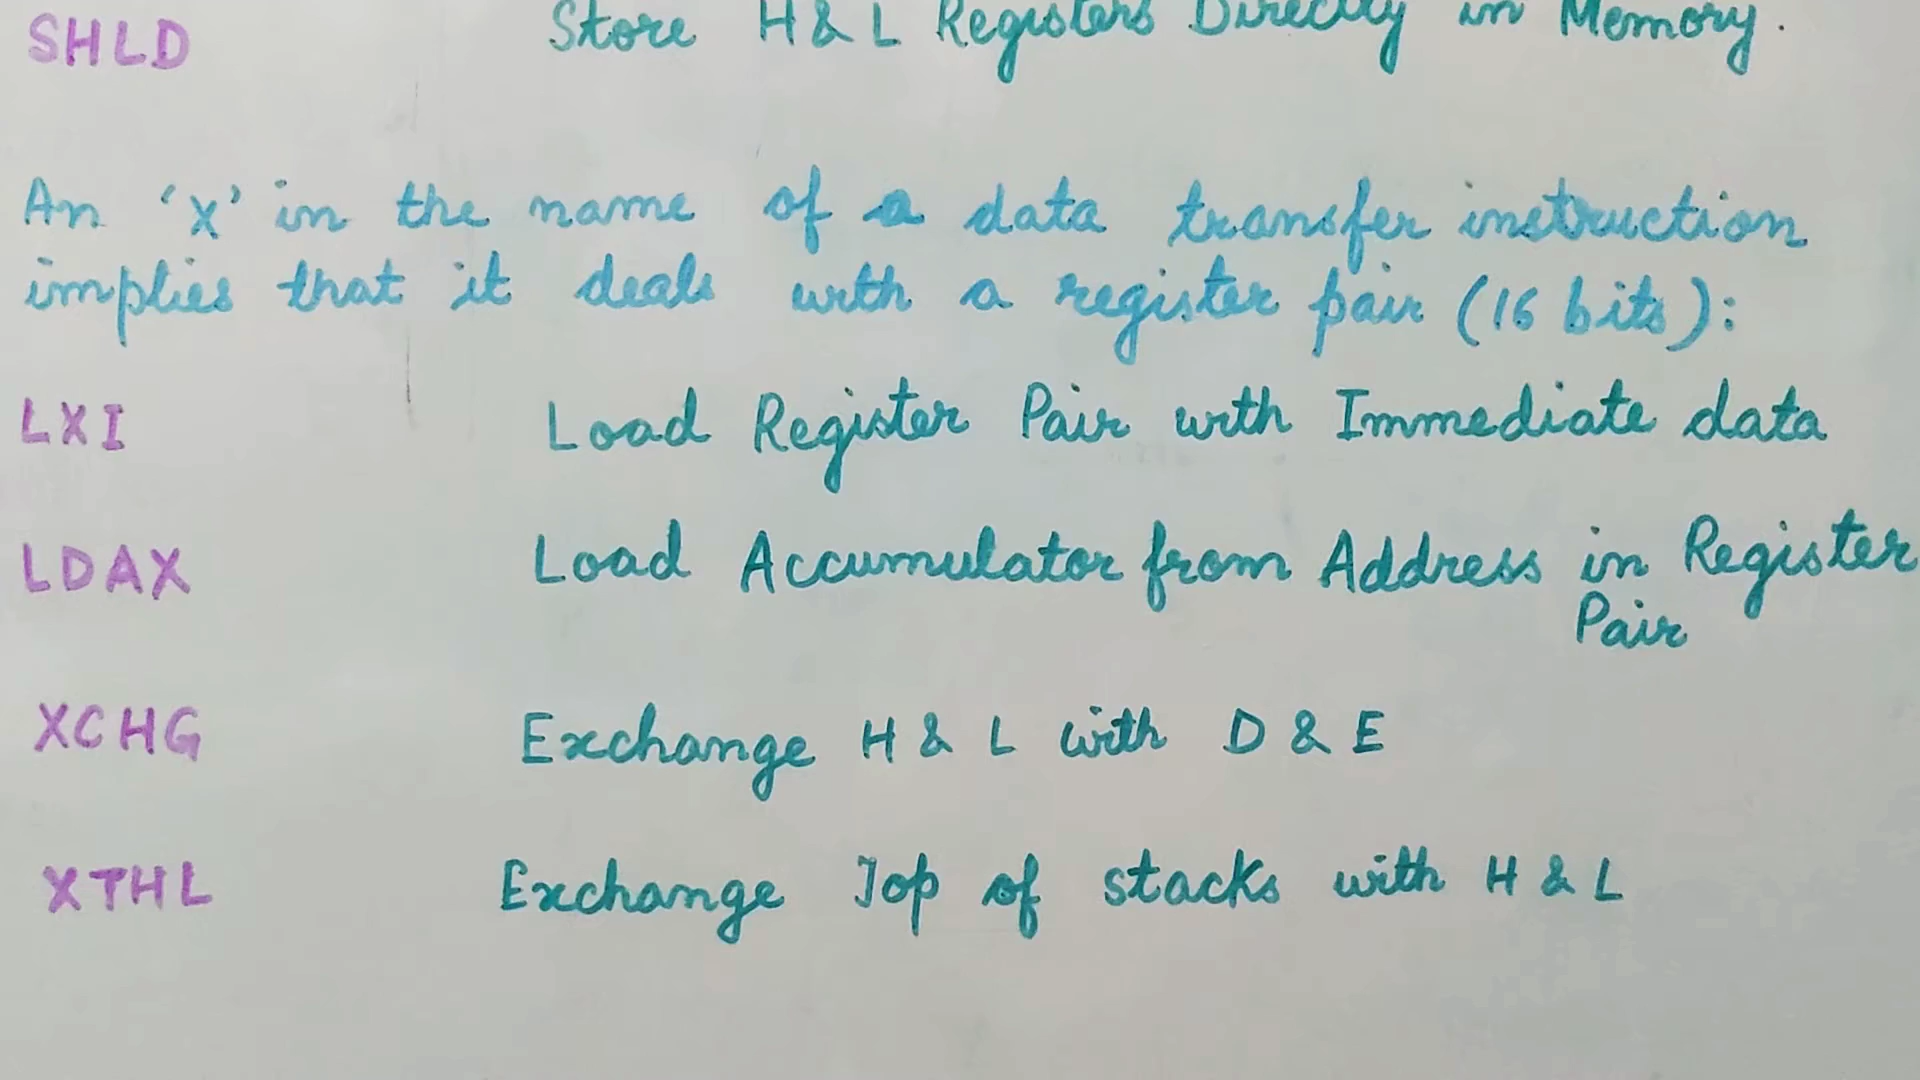 SHLD Store H & L Registers Directly in Memory.
An 'X' in the name of a data transfer instruction
implies that it deals with a register pair (16 bits):
LXI Load Register Pair with Immediate data
LDAX Load Accumulator from Address in Register
Pair
XCHG Exchange H & L with D & E
XTHL Exchange Top of stacks with H & L